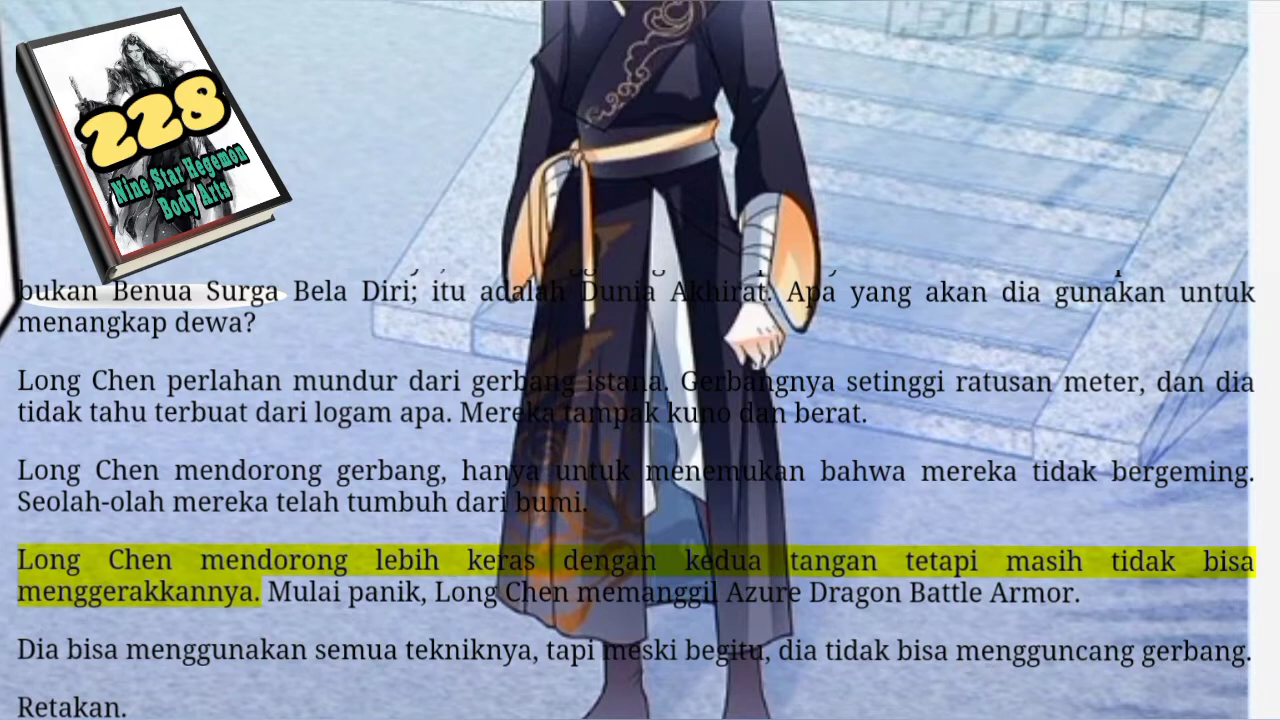 228
Nine Star Hegemon
Body Arts
bukan Benua Surga Bela Diri; itu adalah Dunia Akhirat. Apa yang akan dia gunakan untuk
menangkap dewa?
Long Chen perlahan mundur dari gerbang istana. Gerbangnya setinggi ratusan meter, dan dia
tidak tahu terbuat dari logam apa. Mereka tampak kuno dan berat.
Long Chen mendorong gerbang, hanya untuk menemukan bahwa mereka tidak bergeming.
Seolah-olah mereka telah tumbuh dari bumi.
Long Chen mendorong lebih keras dengan kedua tangan tetapi masih tidak bisa
menggerakkannya. Mulai panik, Long Chen memanggil Azure Dragon Battle Armor.
Dia bisa menggunakan semua tekniknya, tapi meski begitu, dia tidak bisa mengguncang gerbang.
Retakan.